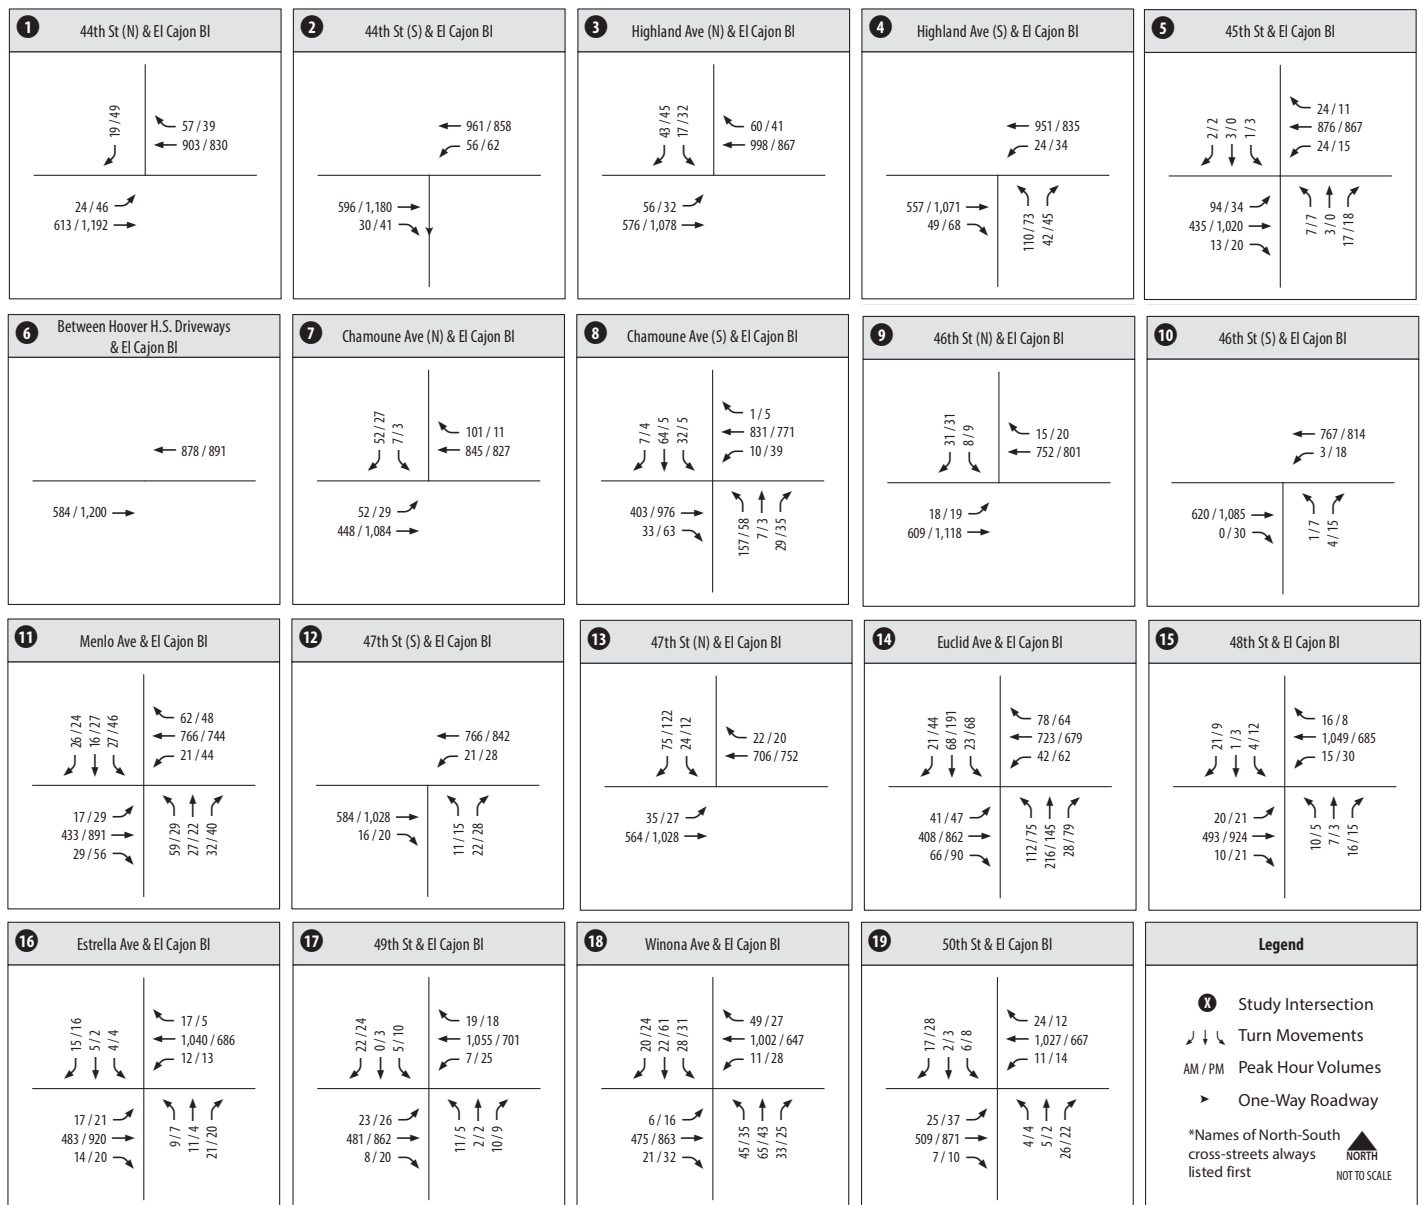 1
44th St (N) & El Cajon Bl
19 / 49
57 / 39
903 / 830
24 / 46
613 / 1,192
2
44th St (S) & El Cajon Bl
961 / 858
56 / 62
596 / 1,180
30 / 41
3
Highland Ave (N) & El Cajon Bl
43 / 45
17 / 32
60 / 41
998 / 867
56 / 32
576 / 1,078
4
Highland Ave (S) & El Cajon Bl
951 / 835
24 / 34
557 / 1,071
49 / 68
110 / 73
42 / 45
5
45th St & El Cajon Bl
2 / 2
3 / 0
1 / 3
24 / 11
876 / 867
24 / 15
94 / 34
435 / 1,020
13 / 20
7 / 7
3 / 0
17 / 18
6
Between Hoover H.S. Driveways
& El Cajon Bl
878 / 891
584 / 1,200
7
Chamoune Ave (N) & El Cajon Bl
52 / 27
7 / 3
101 / 11
845 / 827
52 / 29
448 / 1,084
8
Chamoune Ave (S) & El Cajon Bl
7 / 4
64 / 5
32 / 5
1 / 5
831 / 771
10 / 39
403 / 976
33 / 63
157 / 58
7 / 3
29 / 35
9
46th St (N) & El Cajon Bl
31 / 31
8 / 9
15 / 20
752 / 801
18 / 19
609 / 1,118
10
46th St (S) & El Cajon Bl
767 / 814
3 / 18
620 / 1,085
0 / 30
1 / 7
4 / 15
11
Menlo Ave & El Cajon Bl
26 / 24
16 / 27
27 / 46
62 / 48
766 / 744
21 / 44
17 / 29
433 / 891
29 / 56
59 / 29
27 / 22
32 / 40
12
47th St (S) & El Cajon Bl
766 / 842
21 / 28
584 / 1,028
16 / 20
11 / 15
22 / 28
13
47th St (N) & El Cajon Bl
75 / 122
24 / 12
22 / 20
706 / 752
35 / 27
564 / 1,028
14
Euclid Ave & El Cajon Bl
21 / 44
68 / 191
23 / 68
78 / 64
723 / 679
42 / 62
41 / 47
408 / 862
66 / 90
112 / 75
216 / 145
28 / 79
15
48th St & El Cajon Bl
21 / 9
1 / 3
4 / 12
16 / 8
1,049 / 685
15 / 30
20 / 21
493 / 924
10 / 21
10 / 5
7 / 3
16 / 15
16
Estrella Ave & El Cajon Bl
15 / 16
5 / 2
4 / 4
17 / 5
1,040 / 686
12 / 13
17 / 21
483 / 920
14 / 20
9 / 7
11 / 4
21 / 20
17
49th St & El Cajon Bl
22 / 24
0 / 3
5 / 10
19 / 18
1,055 / 701
7 / 25
23 / 26
481 / 862
8 / 20
11 / 5
2 / 2
10 / 9
18
Winona Ave & El Cajon Bl
20 / 24
22 / 61
28 / 31
49 / 27
1,002 / 647
11 / 28
6 / 16
475 / 863
21 / 32
45 / 35
65 / 43
33 / 25
19
50th St & El Cajon Bl
17 / 28
2 / 3
6 / 8
24 / 12
1,027 / 667
11 / 14
25 / 37
509 / 871
7 / 10
4 / 4
5 / 2
26 / 22
Legend
X Study Intersection
Turn Movements
AM / PM Peak Hour Volumes
One-Way Roadway
*Names of North-South
cross-streets always
listed first
NORTH
NOT TO SCALE